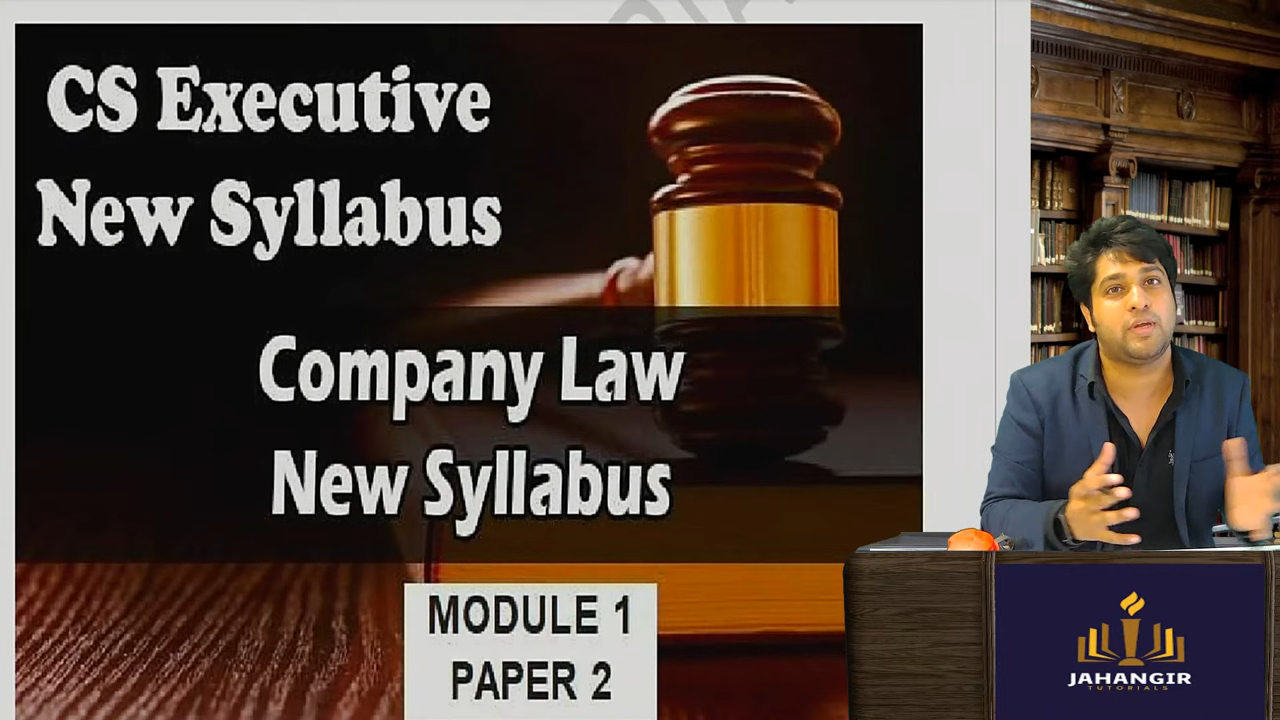 CS Executive
New Syllabus
Company Law
New Syllabus
MODULE 1
PAPER 2
JAHANGIR
TUTORIALS